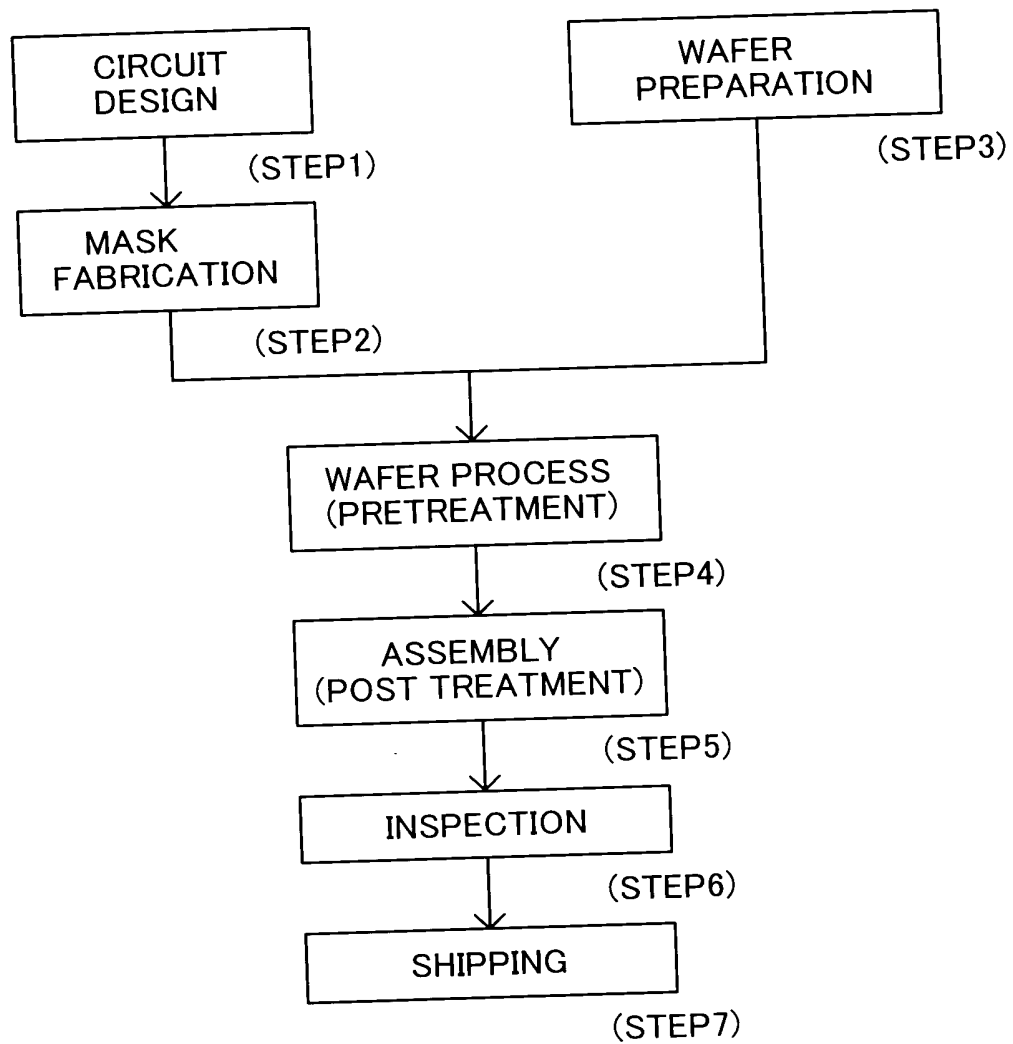 CIRCUIT
DESIGN
(STEP1)
WAFER
PREPARATION
(STEP3)
MASK
FABRICATION
(STEP2)
WAFER PROCESS
(PRETREATMENT)
(STEP4)
ASSEMBLY
(POST TREATMENT)
(STEP5)
INSPECTION
(STEP6)
SHIPPING
(STEP7)